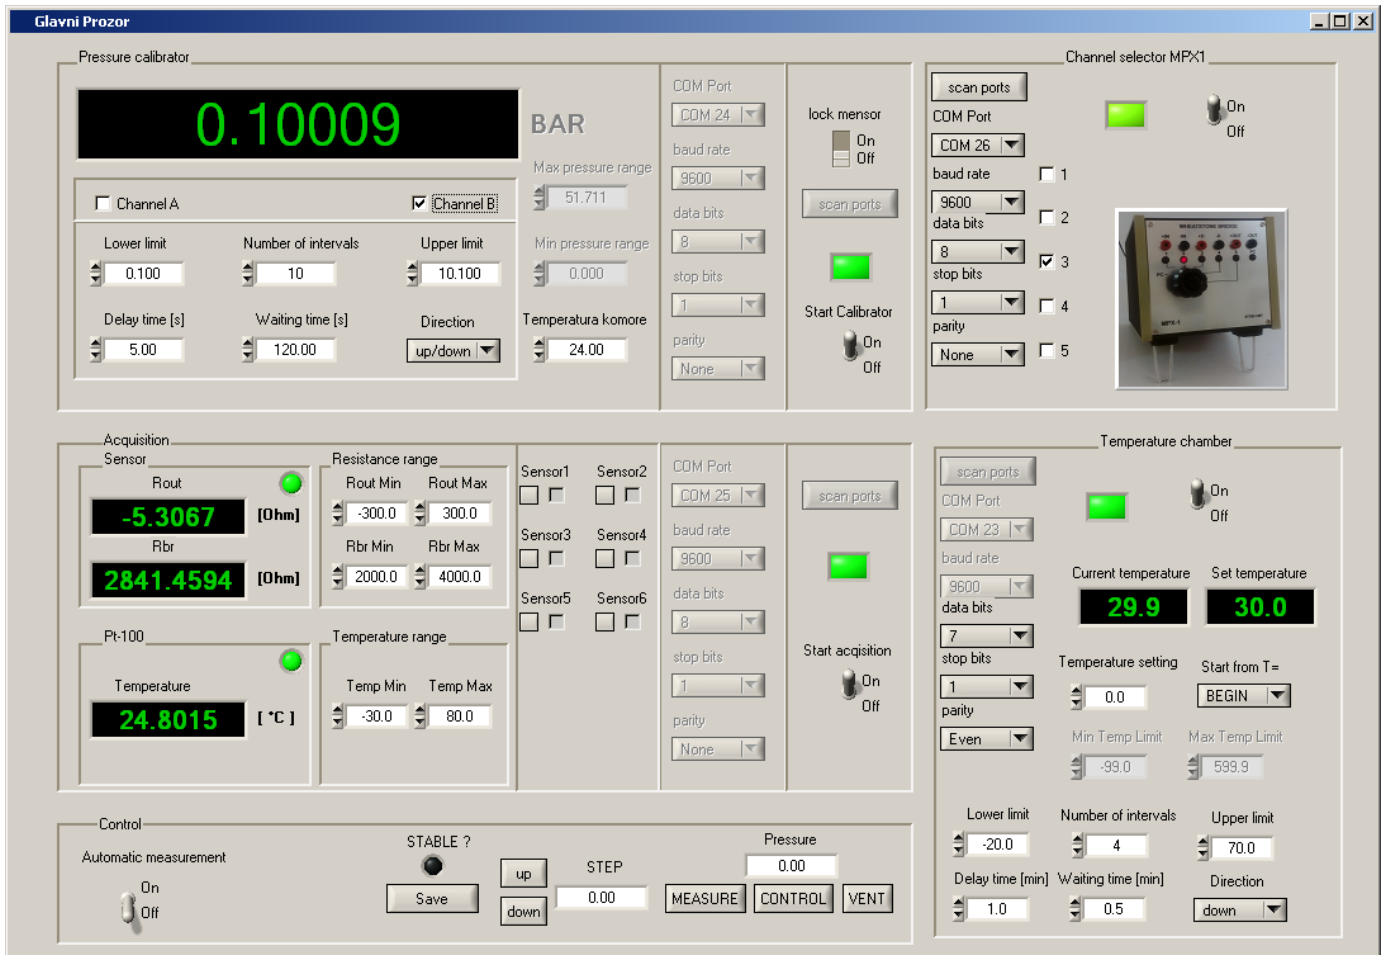 Glavni Prozor
Pressure calibrator
0.10009
BAR
Channel A
Channel B
Lower limit
Number of intervals
Upper limit
0.100
10
10.100
Delay time [s]
Waiting time [s]
Direction
5.00
120.00
up/down
Max pressure range
51.711
Min pressure range
0.000
Temperatura komore
24.00
COM Port
COM 24
baud rate
9600
data bits
8
stop bits
1
parity
None
lock mensor
On
Off
scan ports
Start Calibrator
On
Off
Channel selector MPX1
scan ports
COM Port
COM 26
baud rate
9600
data bits
8
stop bits
1
parity
None
On
Off
1
2
3
4
5
WHEATSTONE BRIDGE
MPX-1
Acquisition
Sensor
Rout
-5.3067
[Ohm]
Rbr
2841.4594
[Ohm]
Resistance range
Rout Min
Rout Max
-300.0
300.0
Rbr Min
Rbr Max
2000.0
4000.0
Pt-100
Temperature
24.8015
[ °C ]
Temperature range
Temp Min
Temp Max
-30.0
80.0
Sensor1
Sensor2
Sensor3
Sensor4
Sensor5
Sensor6
COM Port
COM 25
baud rate
9600
data bits
8
stop bits
1
parity
None
scan ports
Start acqisition
On
Off
Temperature chamber
scan ports
COM Port
COM 23
baud rate
9600
data bits
7
stop bits
1
parity
Even
On
Off
Current temperature
Set temperature
29.9
30.0
Temperature setting
Start from T=
0.0
BEGIN
Min Temp Limit
Max Temp Limit
-99.0
599.9
Lower limit
Number of intervals
Upper limit
-20.0
4
70.0
Delay time [min]
Waiting time [min]
Direction
1.0
0.5
down
Control
Automatic measurement
On
Off
STABLE ?
Save
up
down
STEP
0.00
Pressure
0.00
MEASURE
CONTROL
VENT